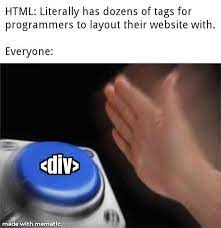 HTML: Literally has dozens of tags for
programmers to layout their website with.
Everyone:
<div>
made with mematic